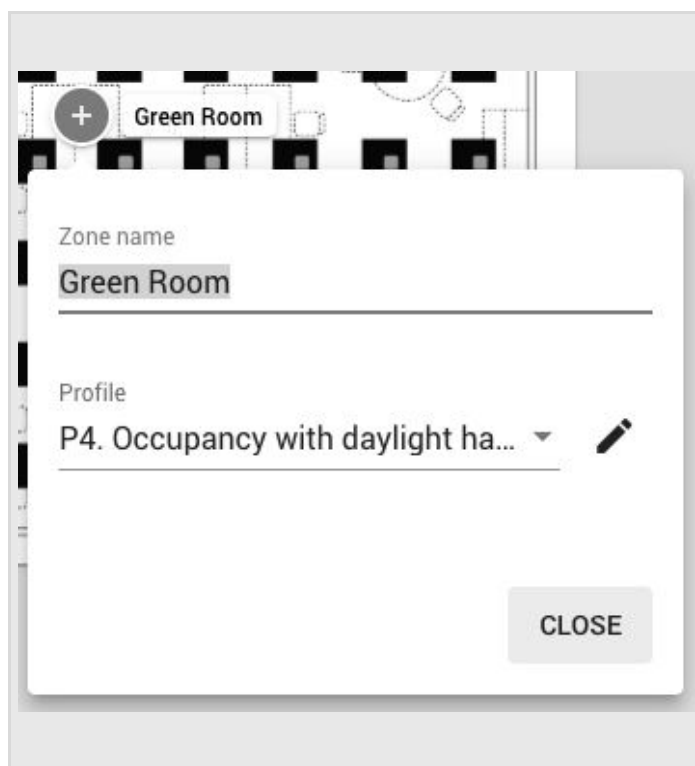 Green Room
Zone name
Green Room
Profile
P4. Occupancy with daylight ha...
CLOSE